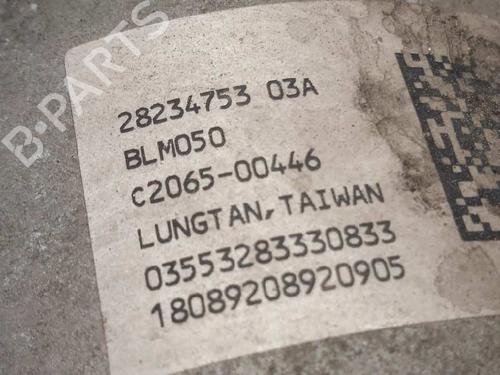 B-PARTS
28234753 03A
BLM050
C2065-00446
LUNGTAN, TAIWAN
03553283330833
18089208920905